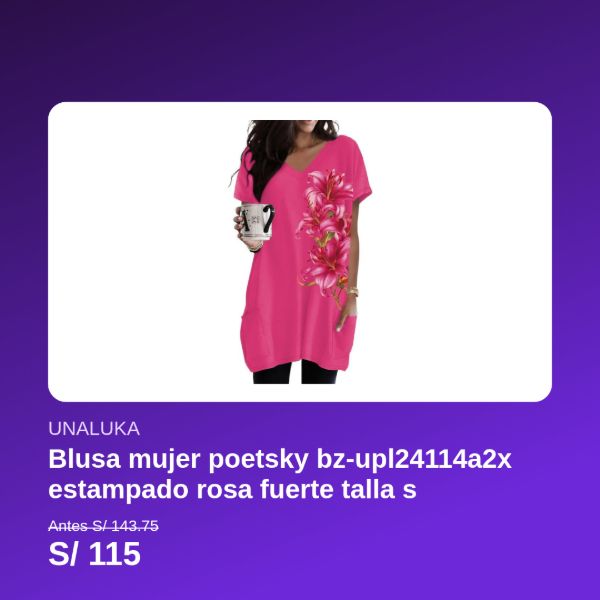 UNALUKA
Blusa mujer poetsky bz-upl24114a2x
estampado rosa fuerte talla s
Antes S/ 143.75
S/ 115